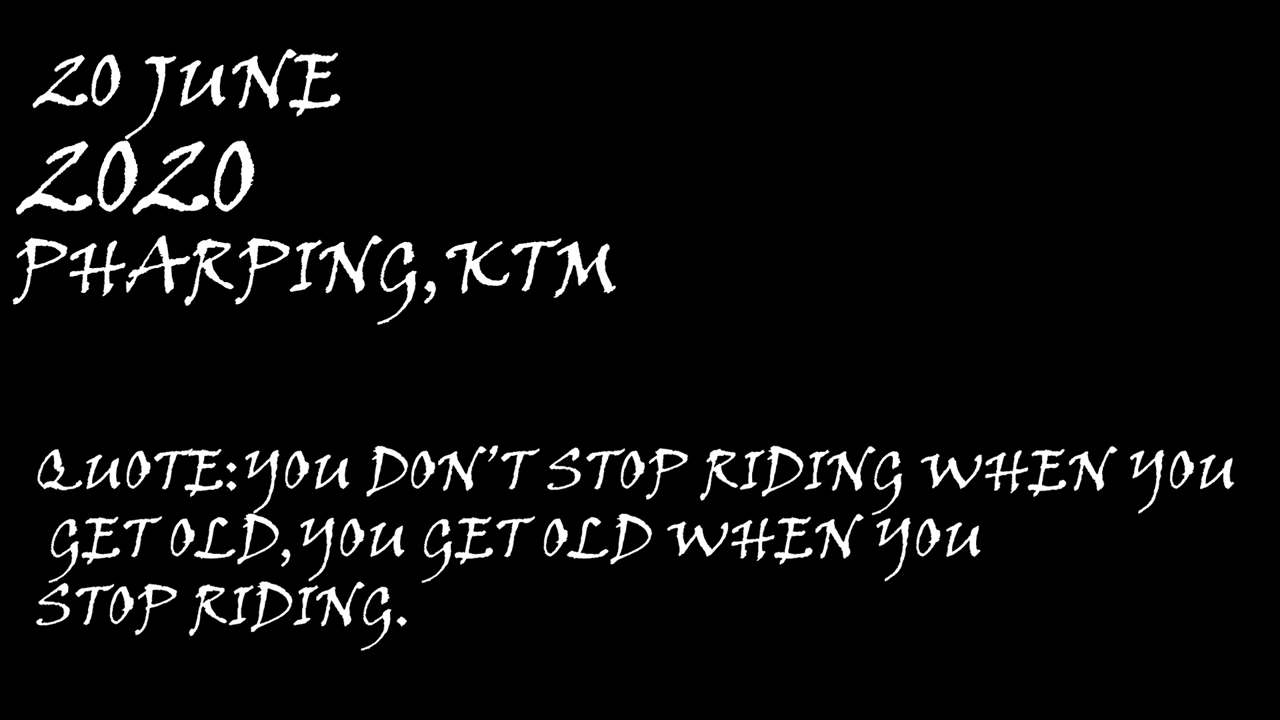 20 JUNE
2020
PHARPING,KTM
QUOTE:YOU DON'T STOP RIDING WHEN YOU
GET OLD,YOU GET OLD WHEN YOU
STOP RIDING.